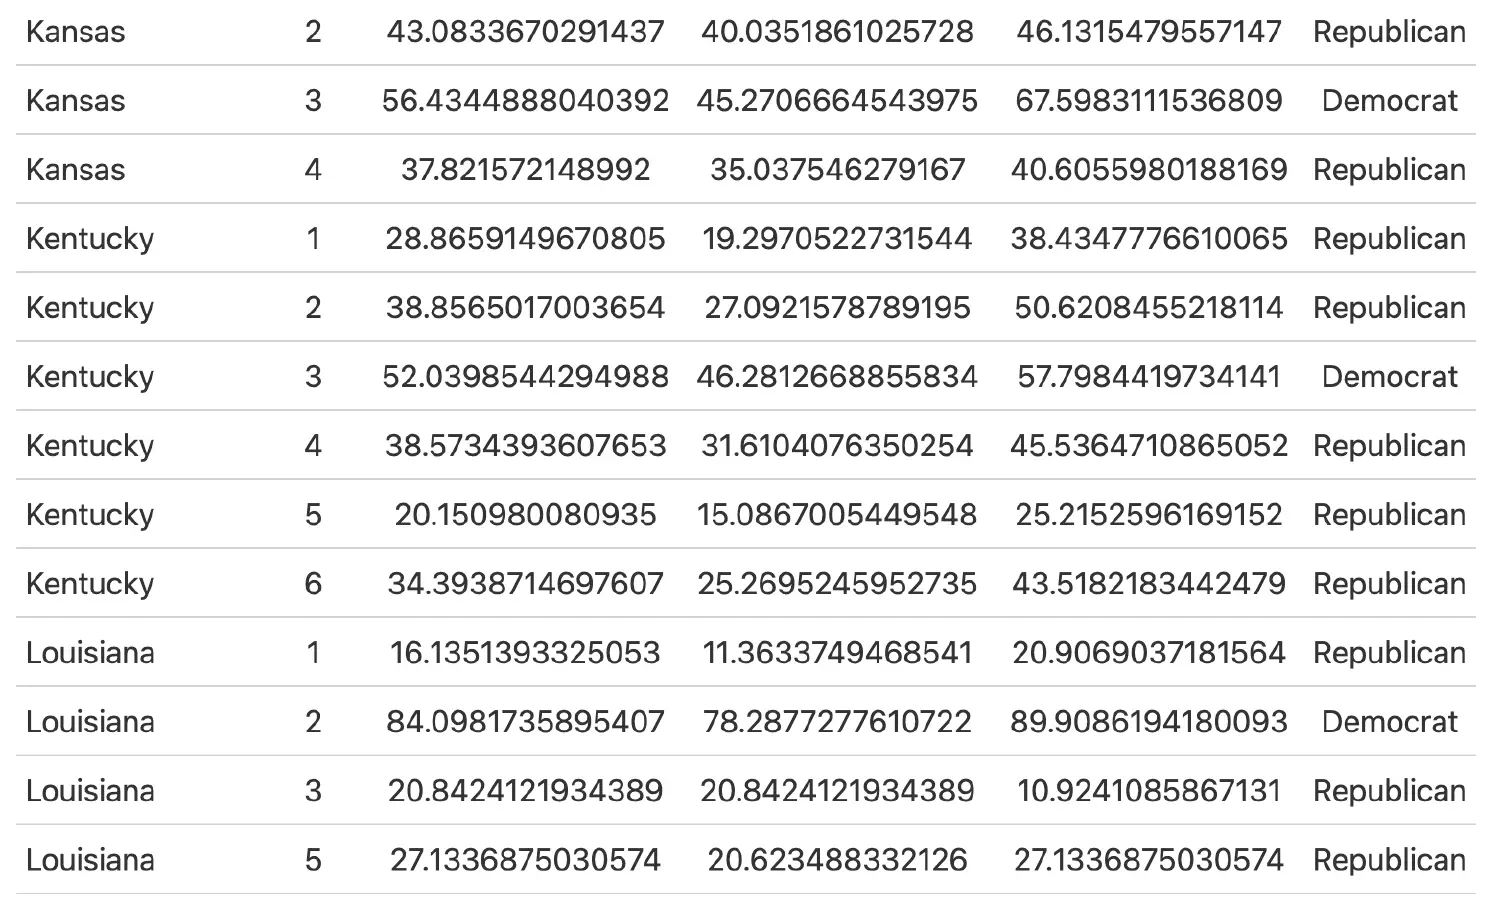 Kansas 2 43.0833670291437 40.0351861025728 46.1315479557147 Republican
Kansas 3 56.4344888040392 45.2706664543975 67.5983111536809 Democrat
Kansas 4 37.821572148992 35.037546279167 40.6055980188169 Republican
Kentucky 1 28.8659149670805 19.2970522731544 38.4347776610065 Republican
Kentucky 2 38.8565017003654 27.0921578789195 50.6208455218114 Republican
Kentucky 3 52.0398544294988 46.2812668855834 57.7984419734141 Democrat
Kentucky 4 38.5734393607653 31.6104076350254 45.5364710865052 Republican
Kentucky 5 20.150980080935 15.0867005449548 25.2152596169152 Republican
Kentucky 6 34.3938714697607 25.2695245952735 43.5182183442479 Republican
Louisiana 1 16.1351393325053 11.3633749468541 20.9069037181564 Republican
Louisiana 2 84.0981735895407 78.2877277610722 89.9086194180093 Democrat
Louisiana 3 20.8424121934389 20.8424121934389 10.9241085867131 Republican
Louisiana 5 27.1336875030574 20.623488332126 27.1336875030574 Republican